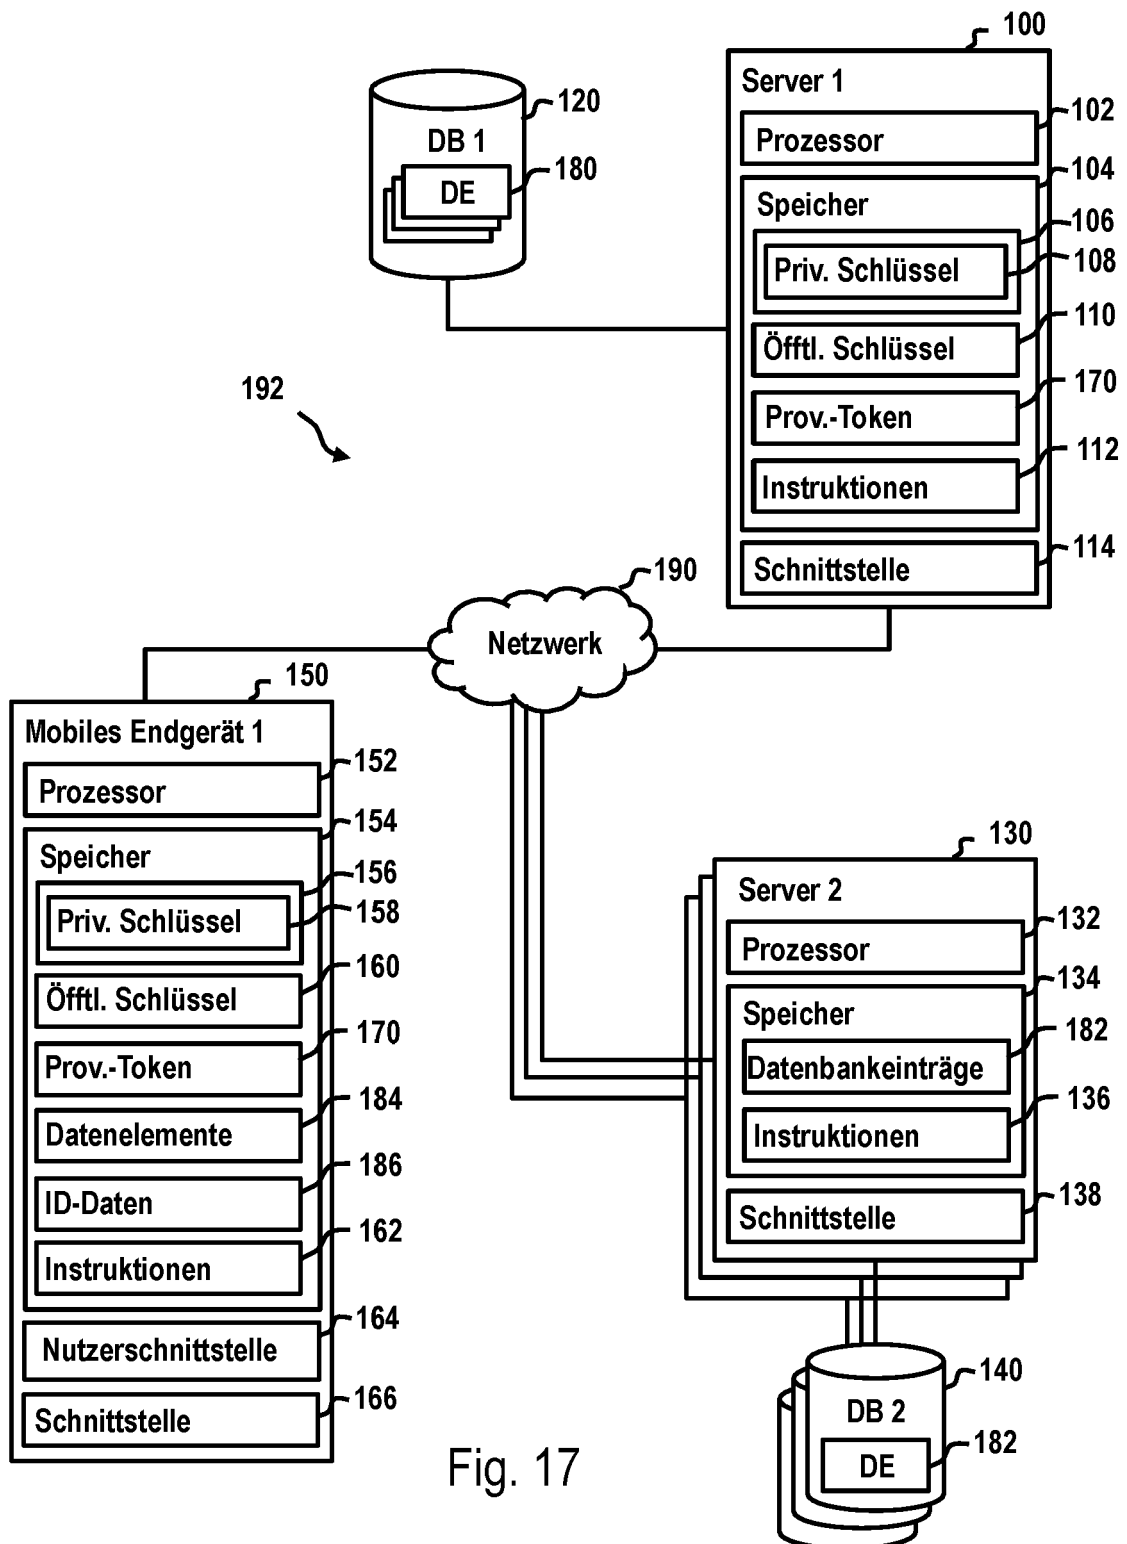 100
Server 1
102
Prozessor
104
Speicher
106
Priv. Schlüssel
108
110
Öfftl. Schlüssel
170
Prov.-Token
112
Instruktionen
114
Schnittstelle
120
DB 1
180
DE
192
190
Netzwerk
150
Mobiles Endgerät 1
152
Prozessor
154
Speicher
156
Priv. Schlüssel
158
160
Öfftl. Schlüssel
170
Prov.-Token
184
Datenelemente
186
ID-Daten
162
Instruktionen
164
Nutzerschnittstelle
166
Schnittstelle
130
Server 2
132
Prozessor
134
Speicher
182
Datenbankeinträge
136
Instruktionen
138
Schnittstelle
140
DB 2
182
DE
Fig. 17